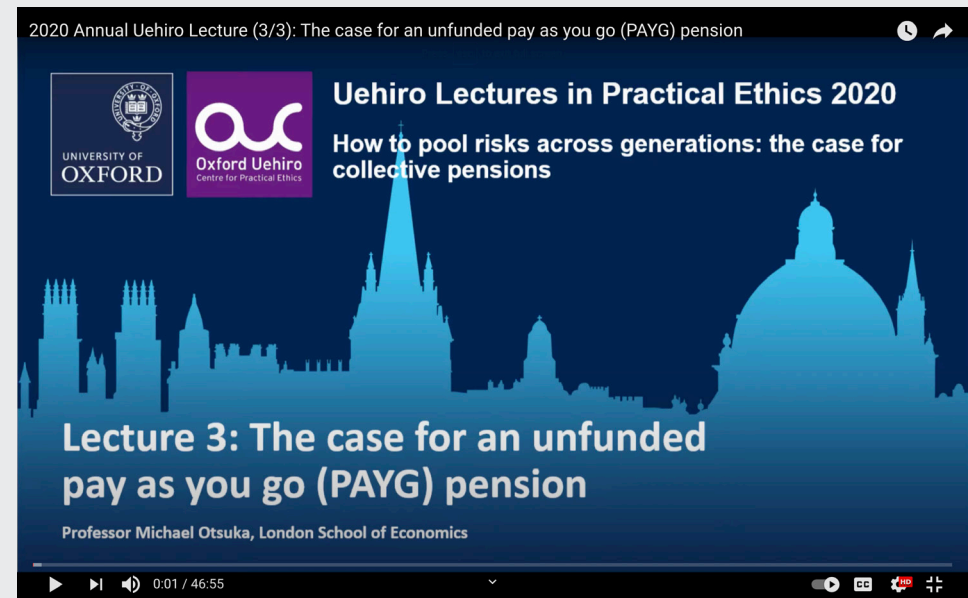 2020 Annual Uehiro Lecture (3/3): The case for an unfunded pay as you go (PAYG) pension
UNIVERSITY OF
OXFORD
ouc
Oxford Uehiro
Centre for Practical Ethics
Uehiro Lectures in Practical Ethics 2020
How to pool risks across generations: the case for
collective pensions
Lecture 3: The case for an unfunded
pay as you go (PAYG) pension
Professor Michael Otsuka, London School of Economics
0:01 / 46:55
CC
HD